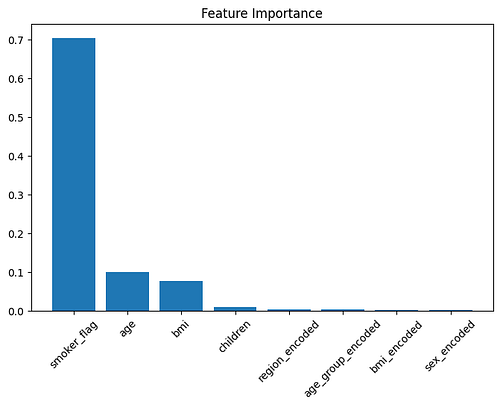 Feature Importance
0.7
0.6
0.5
0.4
0.3
0.2
0.1
0.0
smoker_flag
age
bmi
children
region_encoded
age_group_encoded
bmi_encoded
sex_encoded